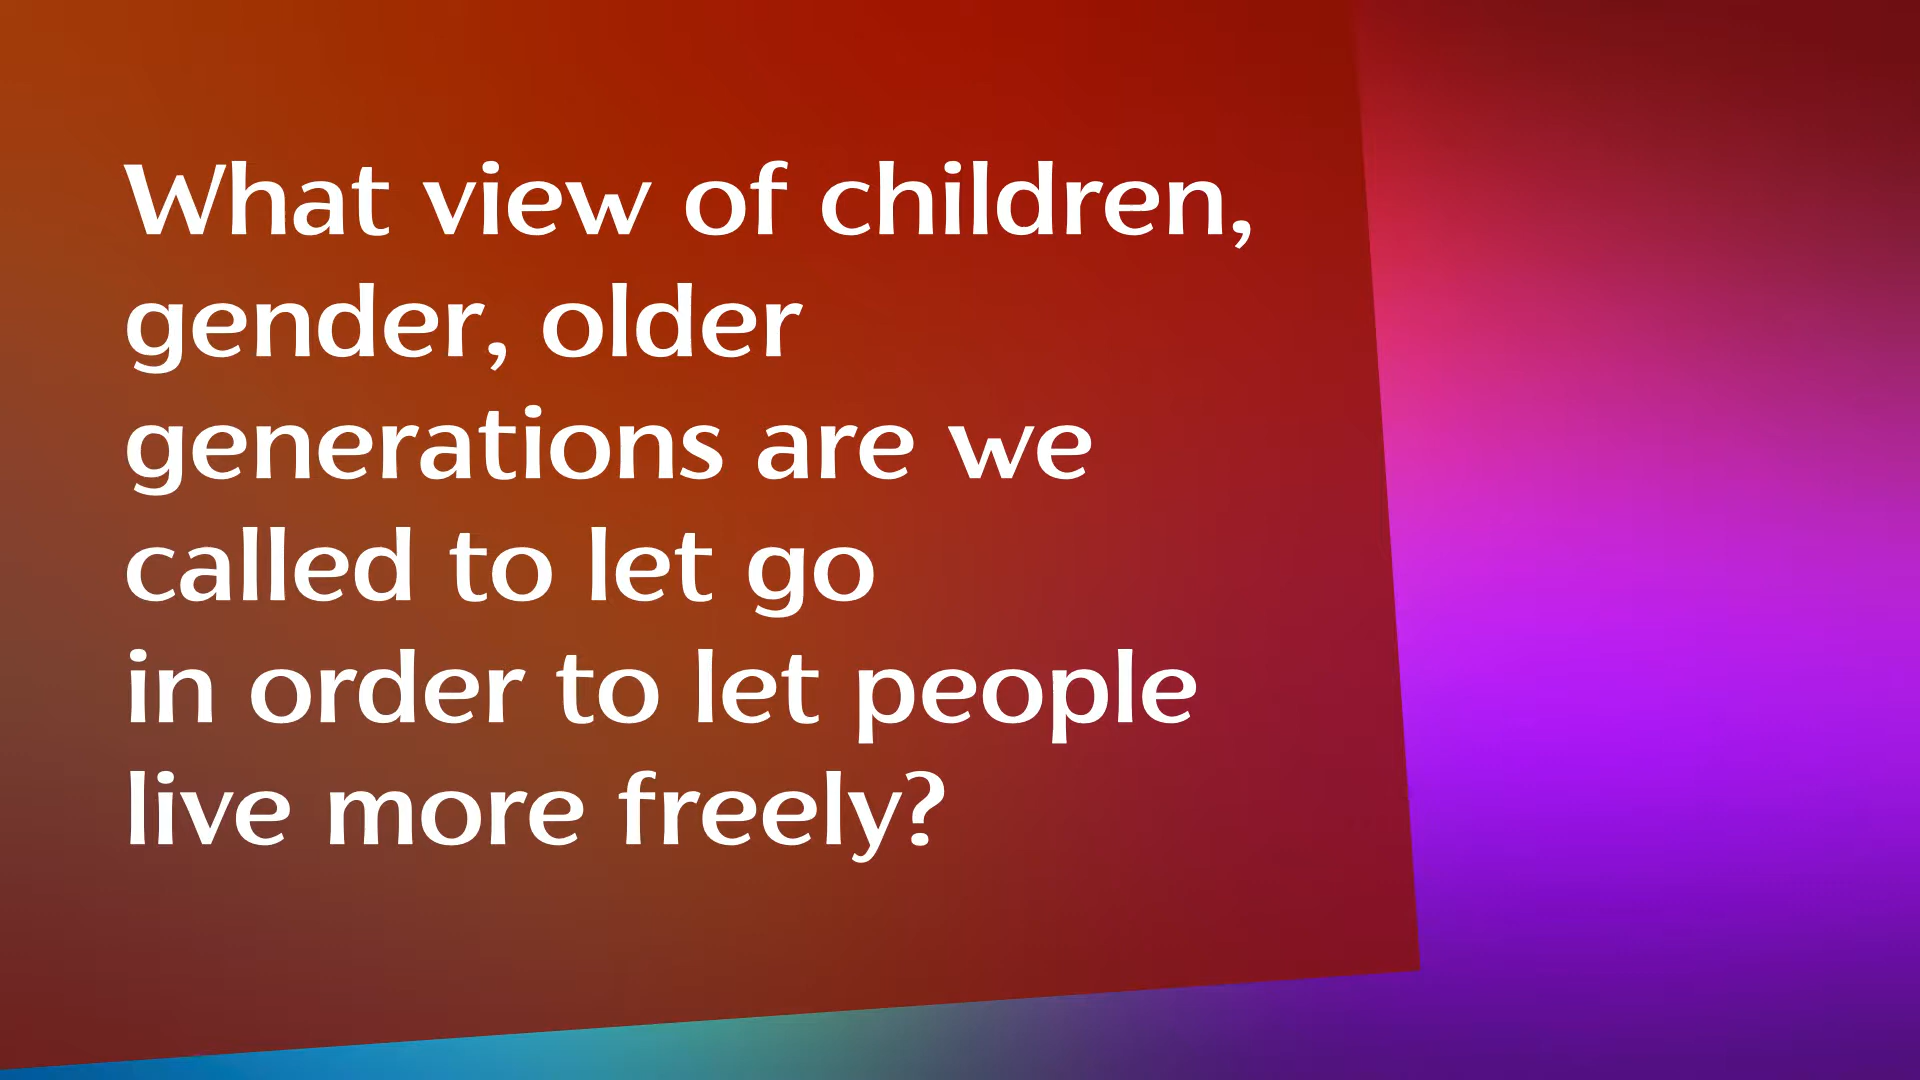 What view of children,
gender, older
generations are we
called to let go
in order to let people
live more freely?